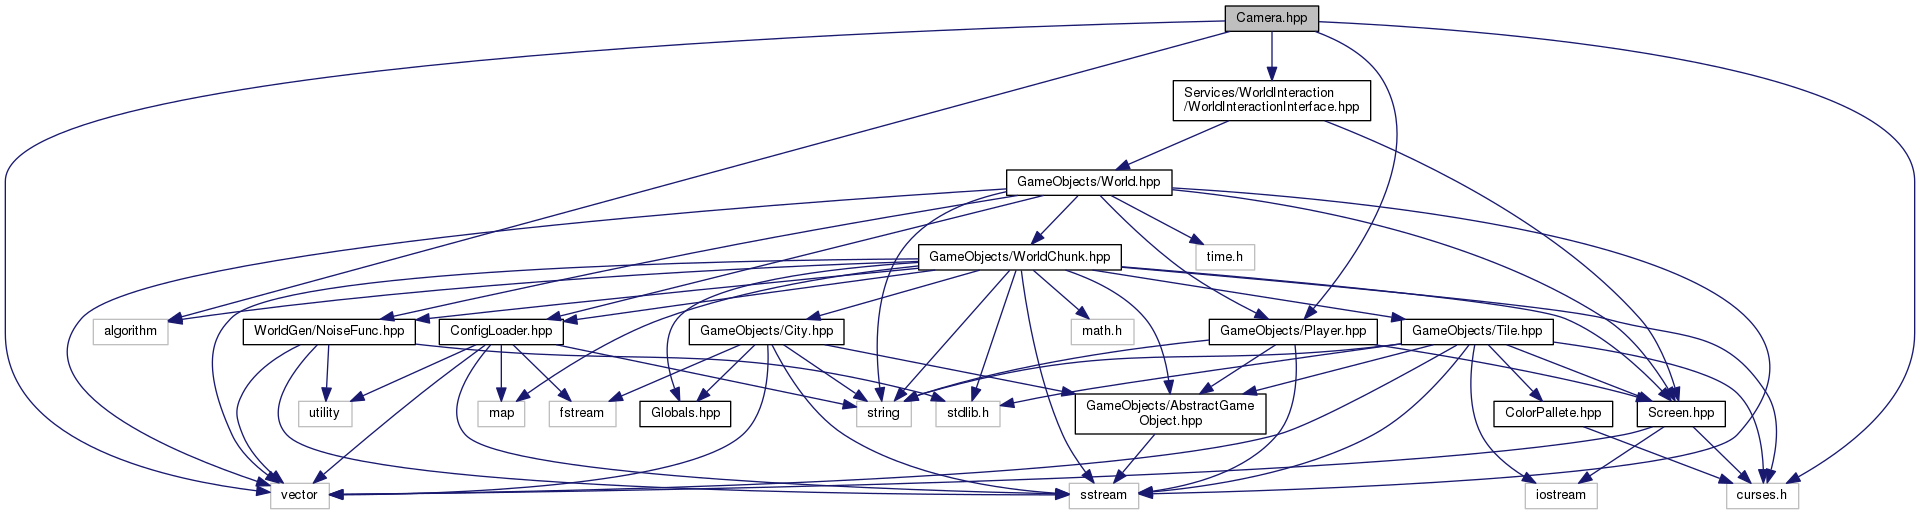 Camera.hpp
Services/WorldInteraction
/WorldInteractionInterface.hpp
GameObjects/World.hpp
GameObjects/WorldChunk.hpp
time.h
algorithm
WorldGen/NoiseFunc.hpp
ConfigLoader.hpp
GameObjects/City.hpp
math.h
GameObjects/Player.hpp
GameObjects/Tile.hpp
utility
map
fstream
Globals.hpp
string
stdlib.h
GameObjects/AbstractGame
Object.hpp
ColorPallete.hpp
Screen.hpp
vector
sstream
iostream
curses.h